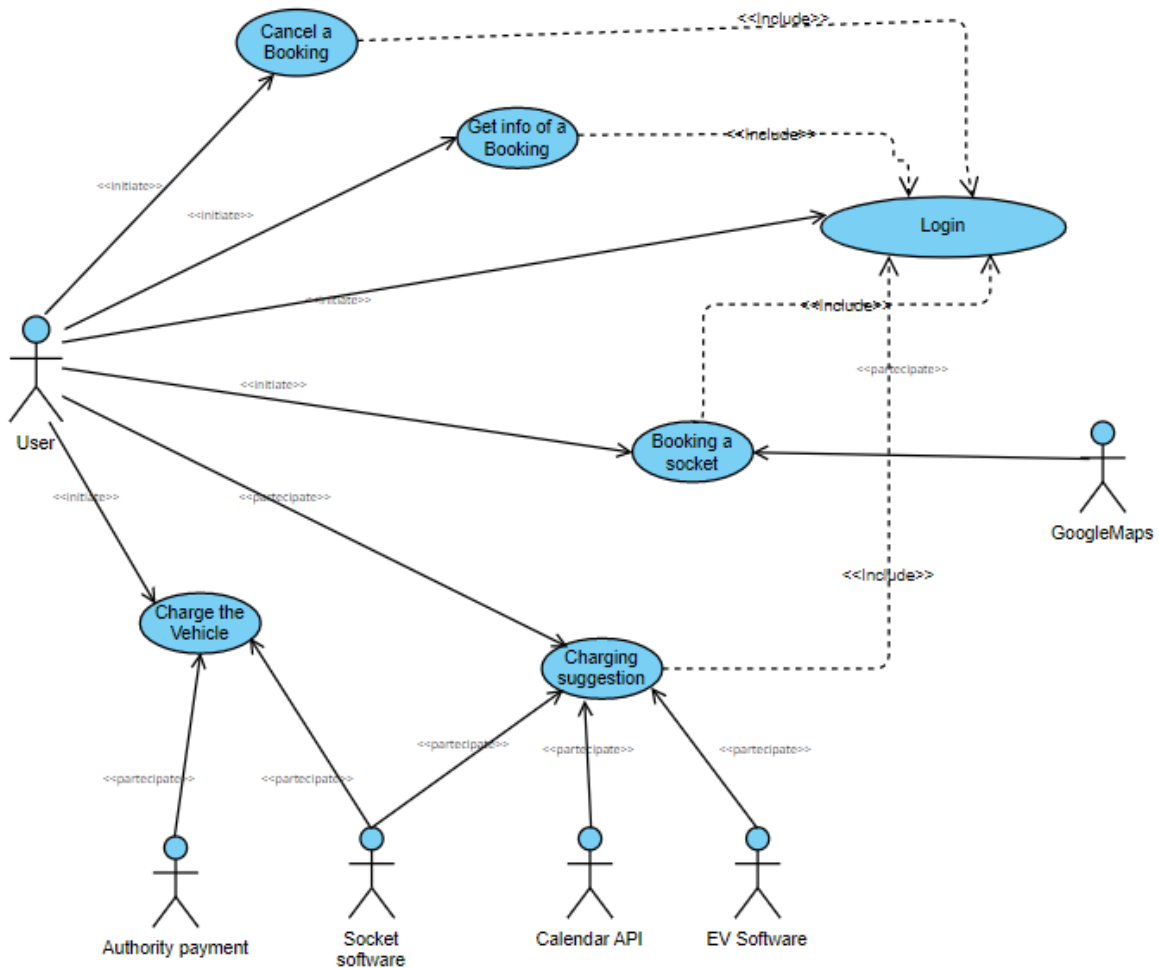 <<Include>>
Cancel a
Booking
Get info of a
Booking
<<Include>>
<<initiate>>
<<initiate>>
Login
<<initiate>>
<<Include>>
<<partecipate>>
<<initiate>>
User
Booking a
socket
GoogleMaps
<<initiate>>
<<partecipate>>
<<Include>>
Charge the
Vehicle
Charging
suggestion
<<partecipate>>
<<partecipate>>
<<partecipate>>
<<partecipate>>
<<partecipate>>
Authority payment
Socket
software
Calendar API
EV Software